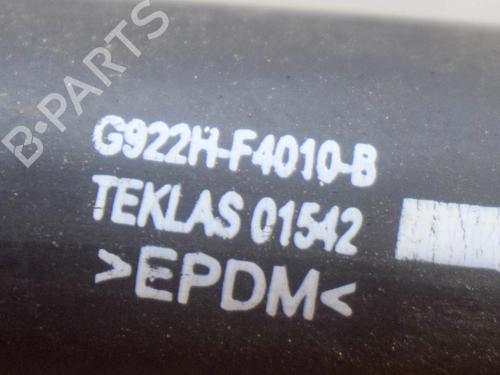 B-PARTS
G922H-F4010-B
TEKLAS 01542
>EPDM<